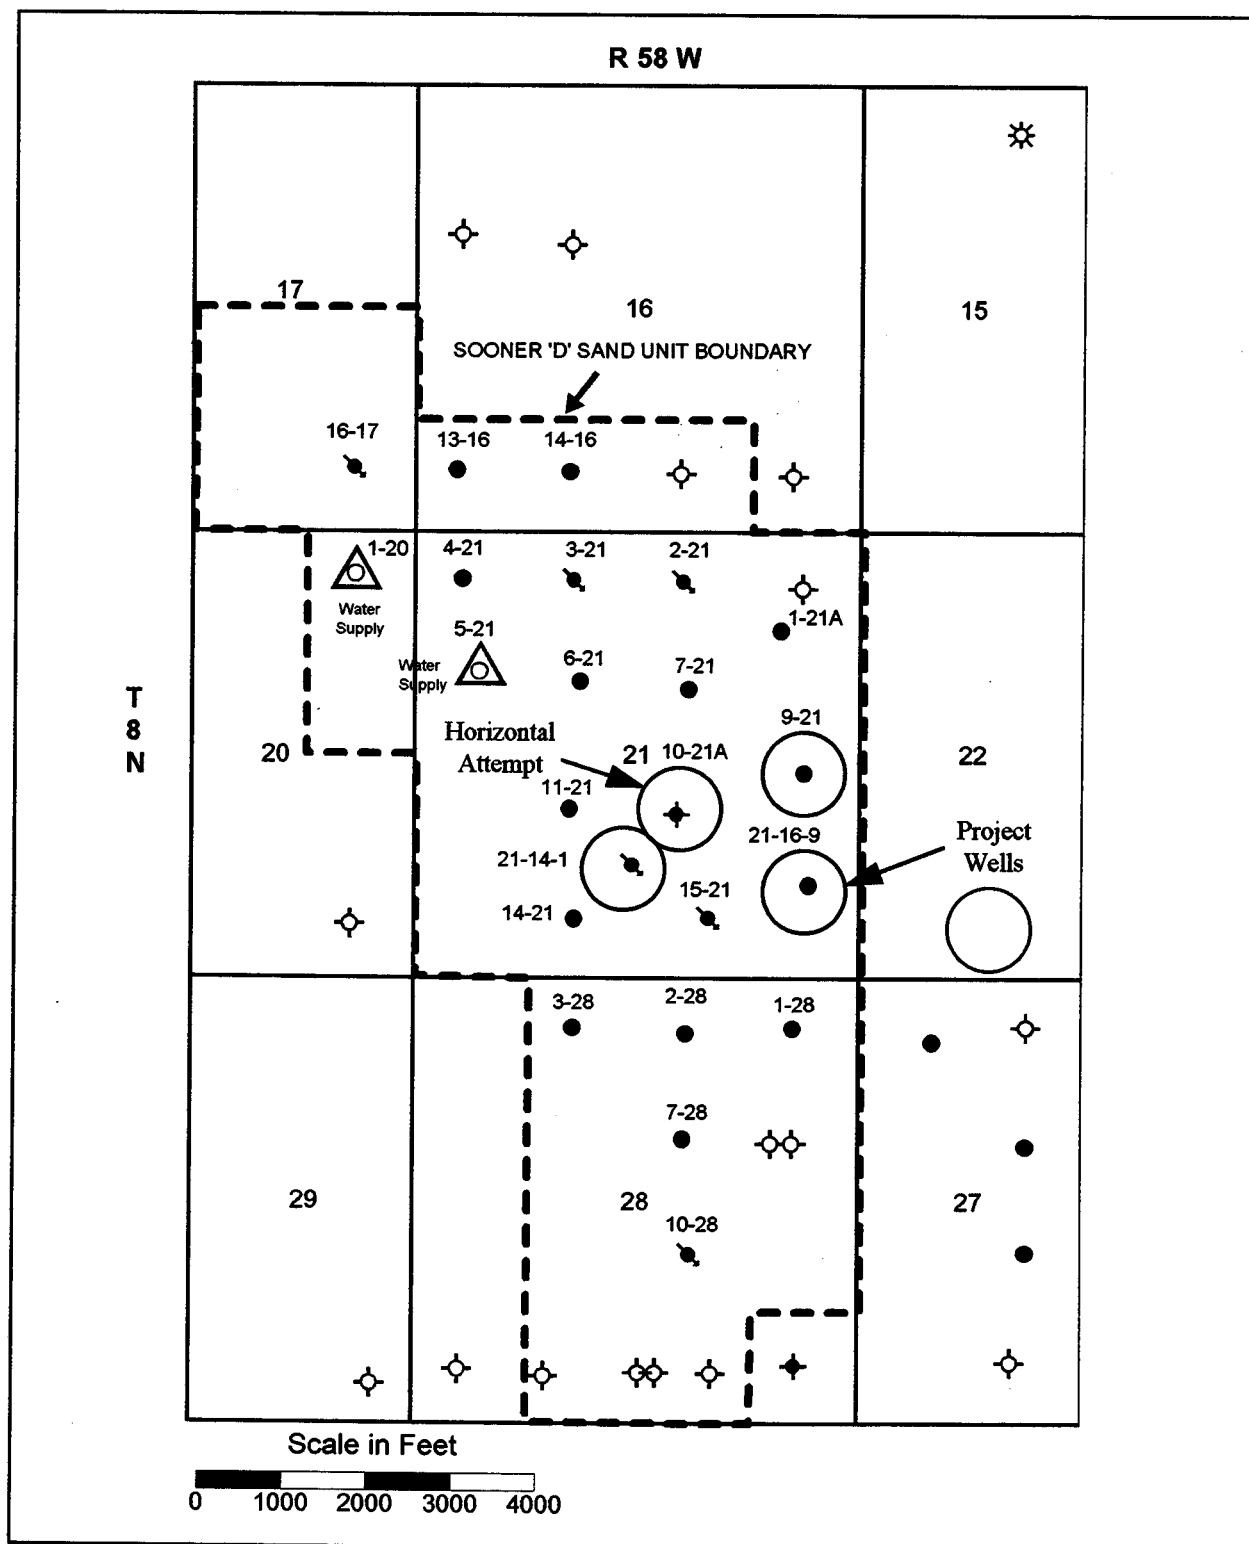 R 58 W
17
16
15
SOONER 'D' SAND UNIT BOUNDARY
16-17
13-16
14-16
1-20
4-21
3-21
2-21
Water
Supply
5-21
1-21A
Water
Supply
6-21
7-21
T
8
N
9-21
Horizontal
Attempt
20
21
10-21A
22
11-21
21-16-9
Project
Wells
21-14-1
15-21
14-21
3-28
2-28
1-28
7-28
29
28
27
10-28
Scale in Feet
0 1000 2000 3000 4000